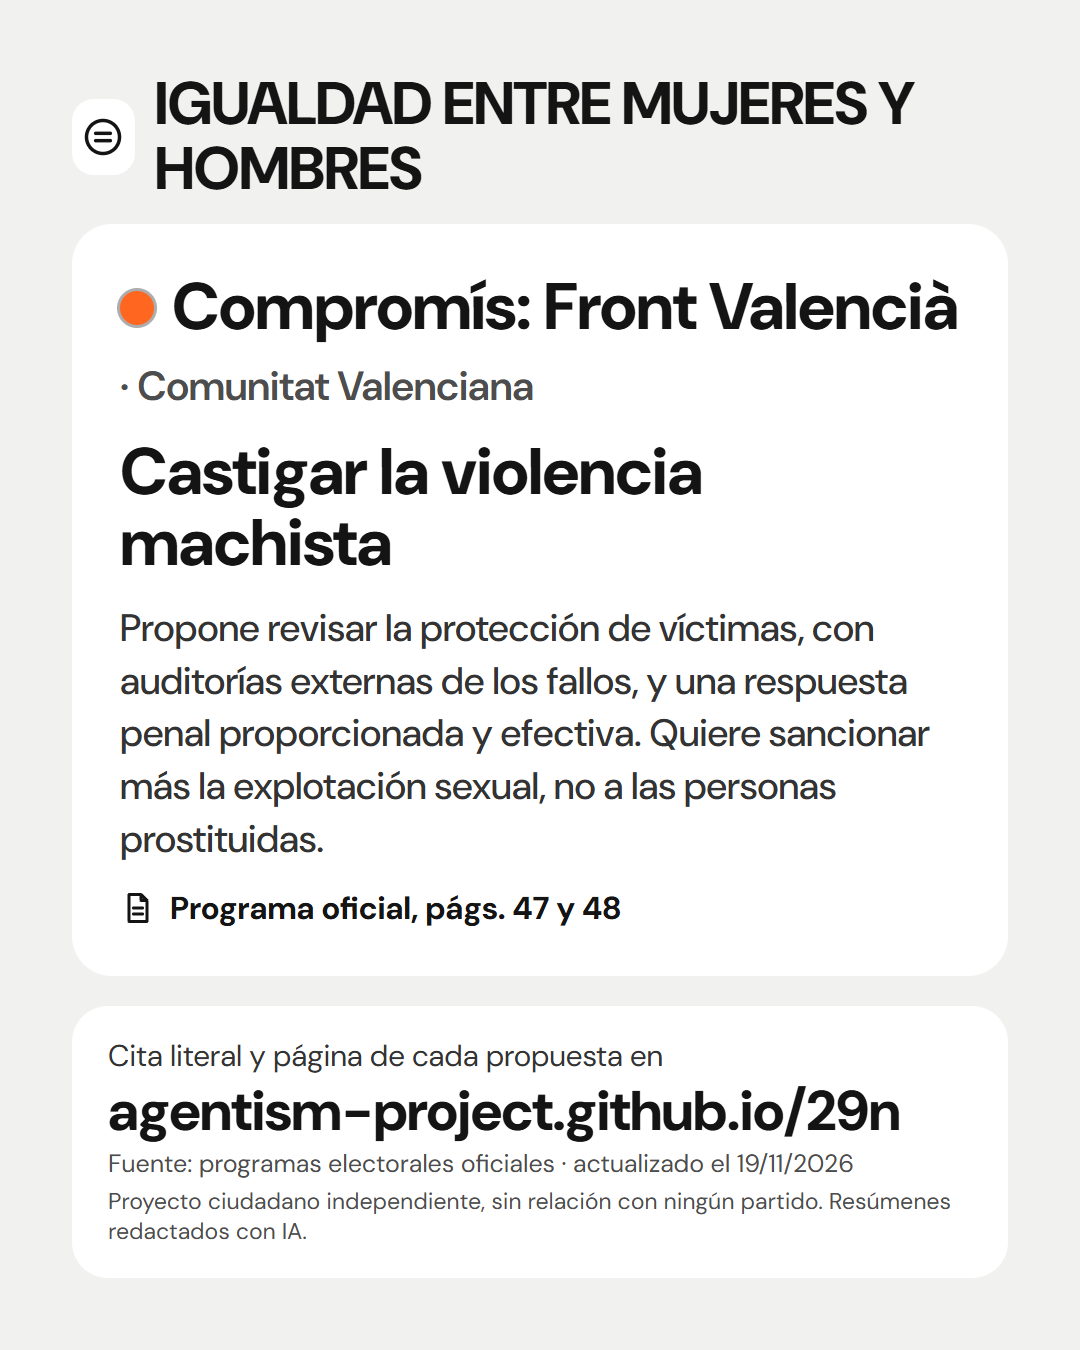 IGUALDAD ENTRE MUJERES Y
HOMBRES
Compromís: Front Valencià
· Comunitat Valenciana
Castigar la violencia
machista
Propone revisar la protección de víctimas, con
auditorías externas de los fallos, y una respuesta
penal proporcionada y efectiva. Quiere sancionar
más la explotación sexual, no a las personas
prostituidas.
Programa oficial, págs. 47 y 48
Cita literal y página de cada propuesta en
agentism-project.github.io/29n
Fuente: programas electorales oficiales · actualizado el 19/11/2026
Proyecto ciudadano independiente, sin relación con ningún partido. Resúmenes
redactados con IA.